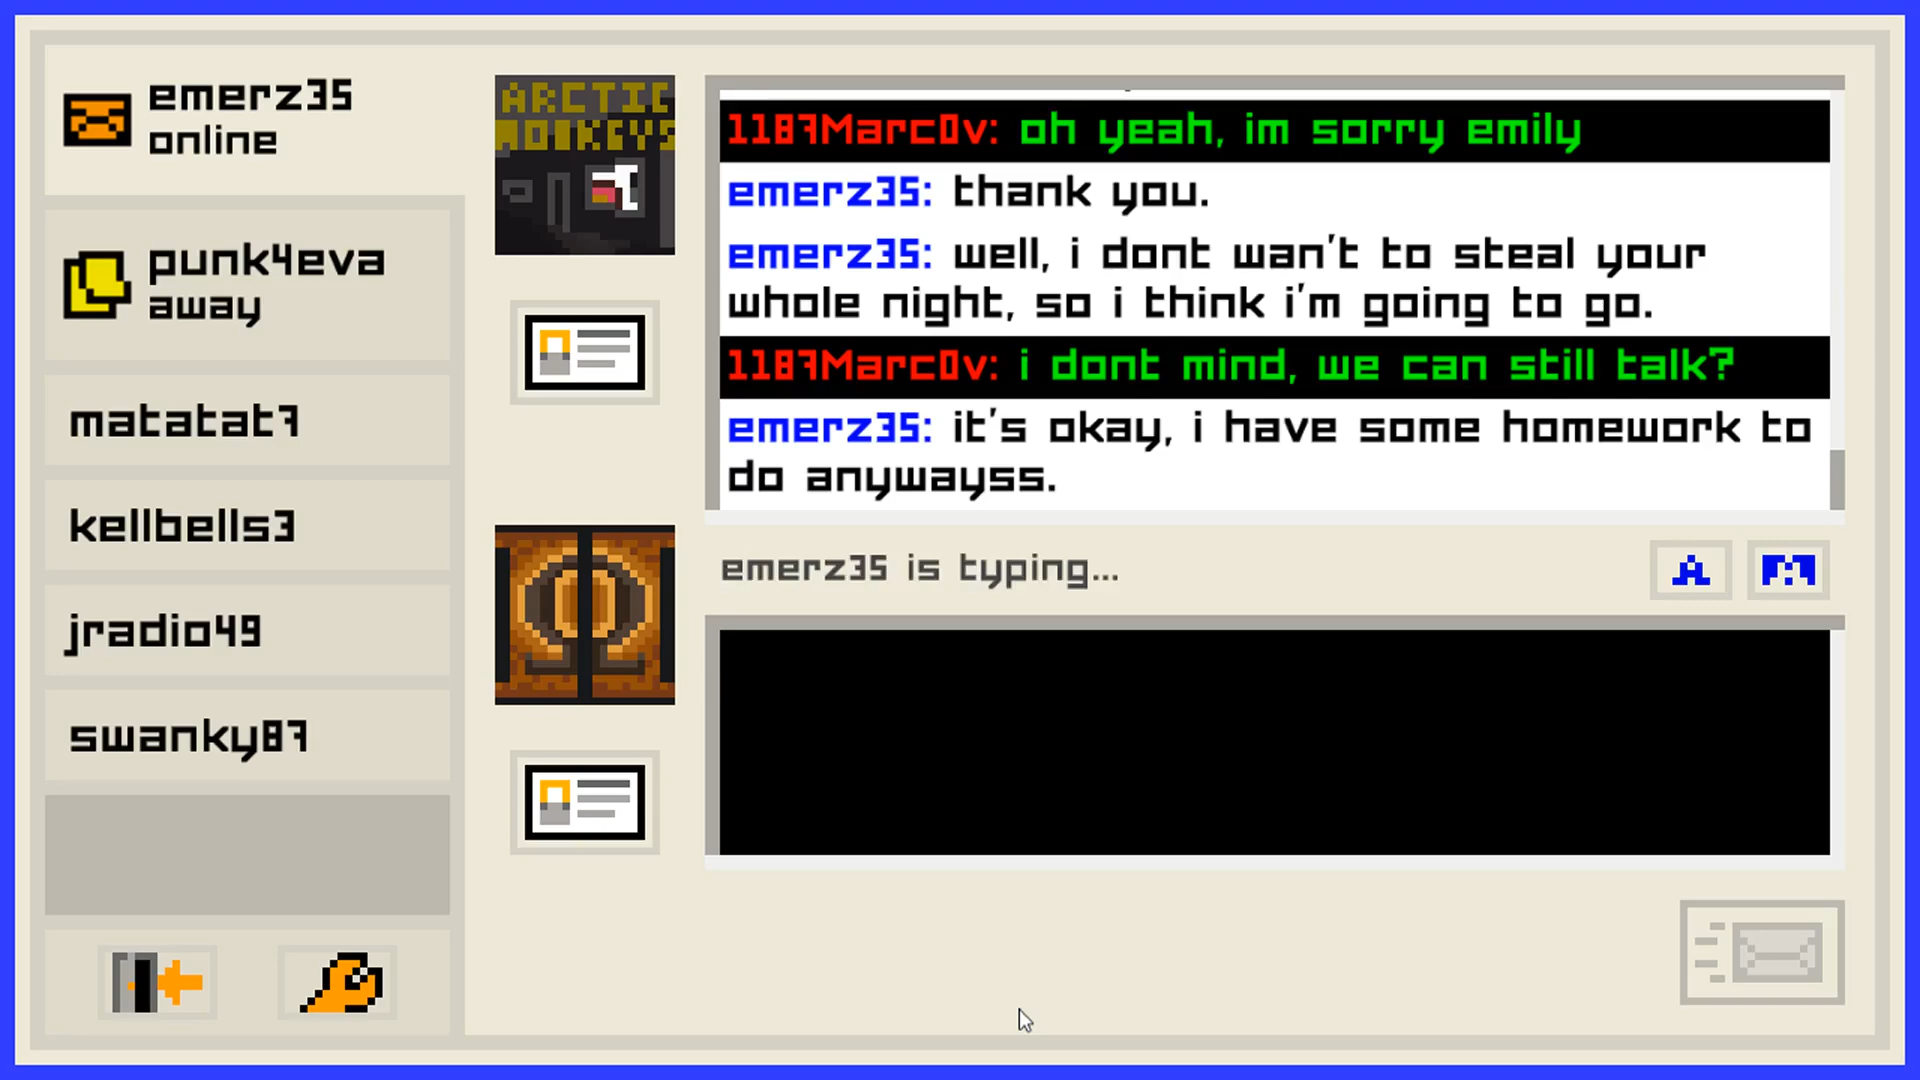 emerz35
online
punk4eva
away
matatat7
kellbells3
jradio49
swanky87
ARCTIC
MONKEYS
1187Marc0v: oh yeah, im sorry emily
emerz35: thank you.
emerz35: well, i dont wan't to steal your
whole night, so i think i'm going to go.
1187Marc0v: i dont mind, we can still talk?
emerz35: it's okay, i have some homework to
do anywayss.
emerz35 is typing...
A